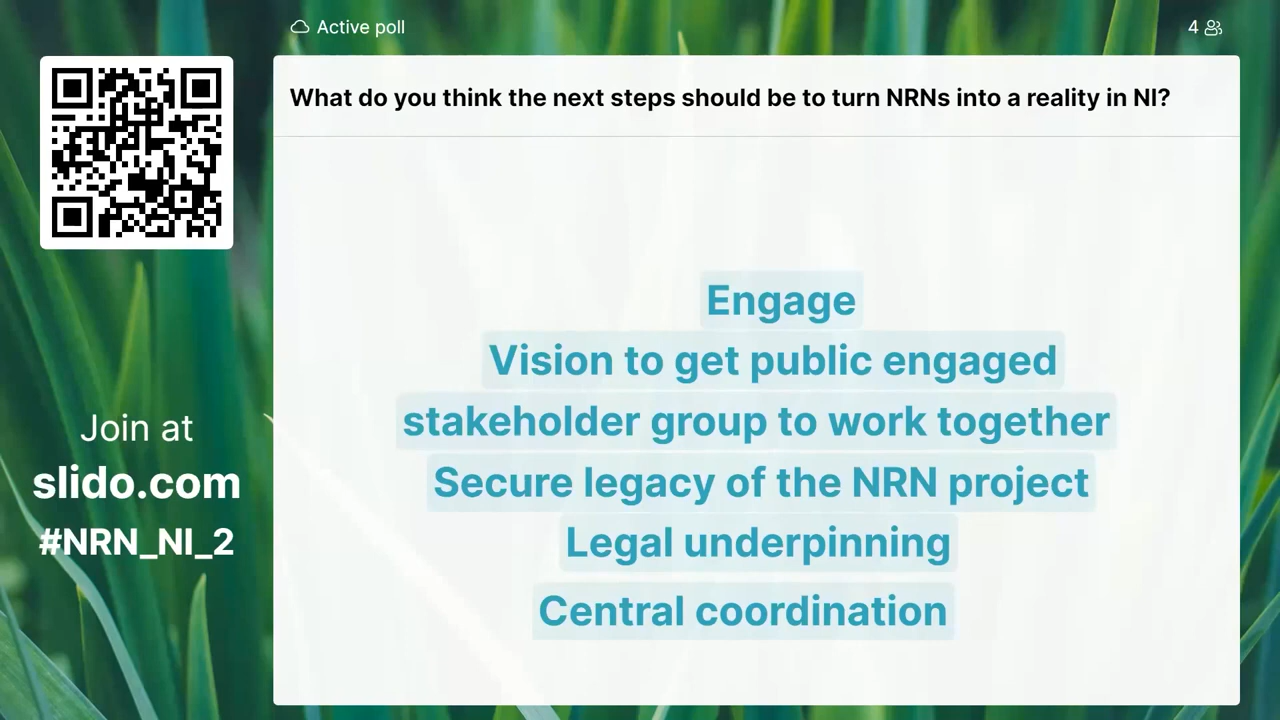 Active poll
4
What do you think the next steps should be to turn NRNs into a reality in NI?
Engage
Vision to get public engaged
stakeholder group to work together
Secure legacy of the NRN project
Legal underpinning
Central coordination
Join at
slido.com
#NRN_NI_2